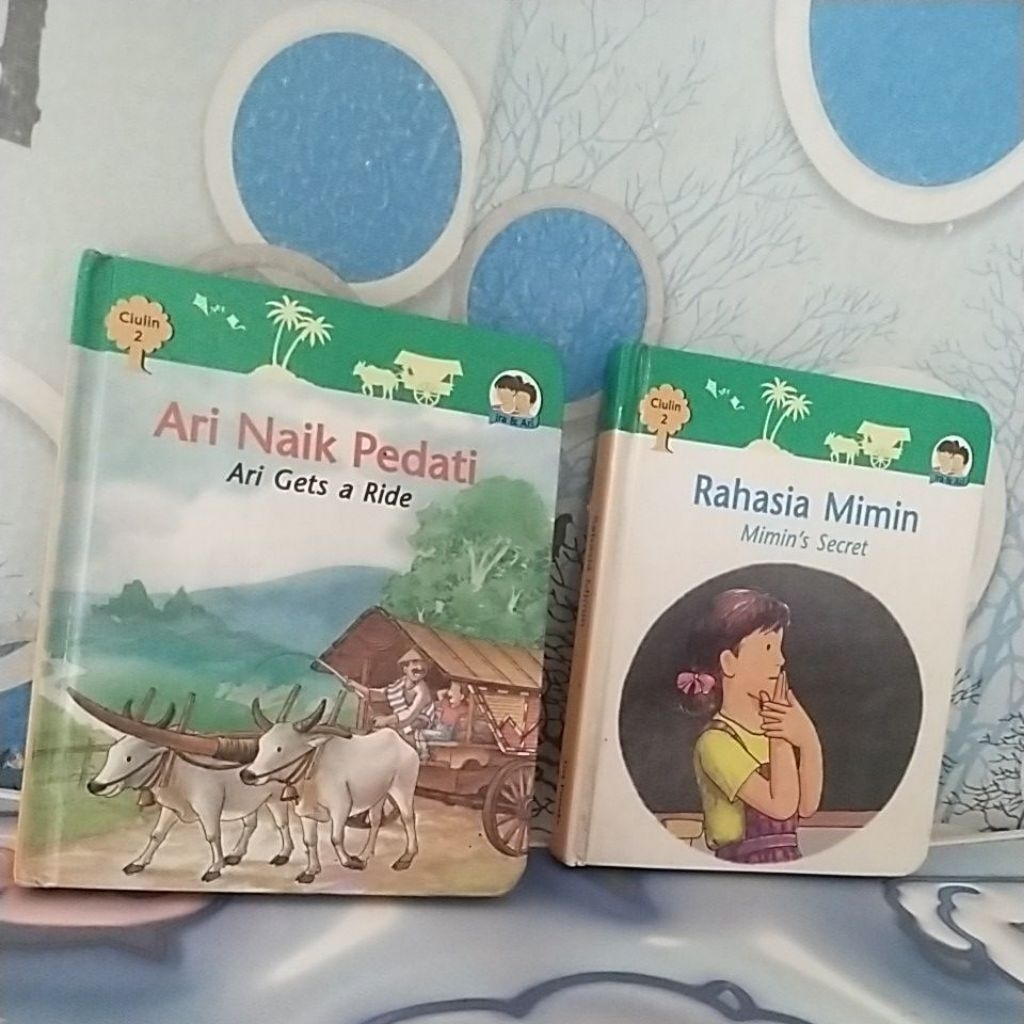 Ciulin
2
Ira & Ari
Ari Naik Pedati
Ari Gets a Ride
Ciulin
2
Ira & Ari
Rahasia Mimin
Mimin's Secret